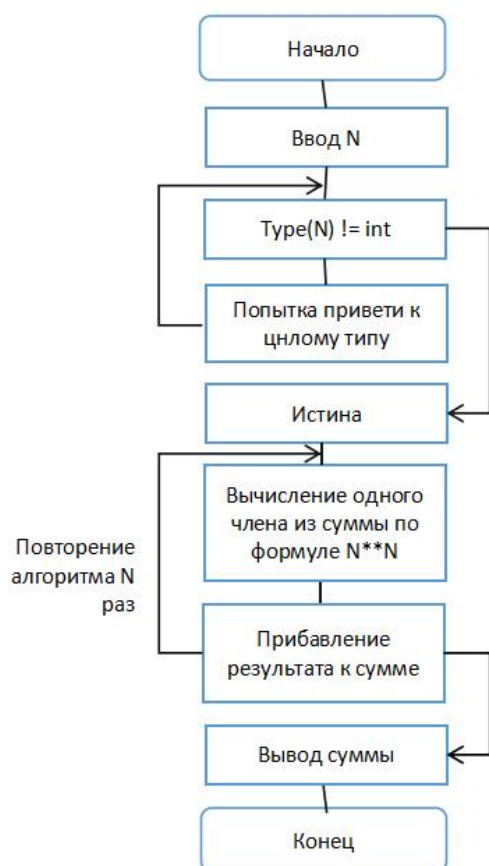 Начало
Ввод N
Type(N) != int
Попытка привети к
цнлому типу
Истина
Вычисление одного
члена из суммы по
формуле N**N
Повторение
алгоритма N
раз
Прибавление
результата к сумме
Вывод суммы
Конец